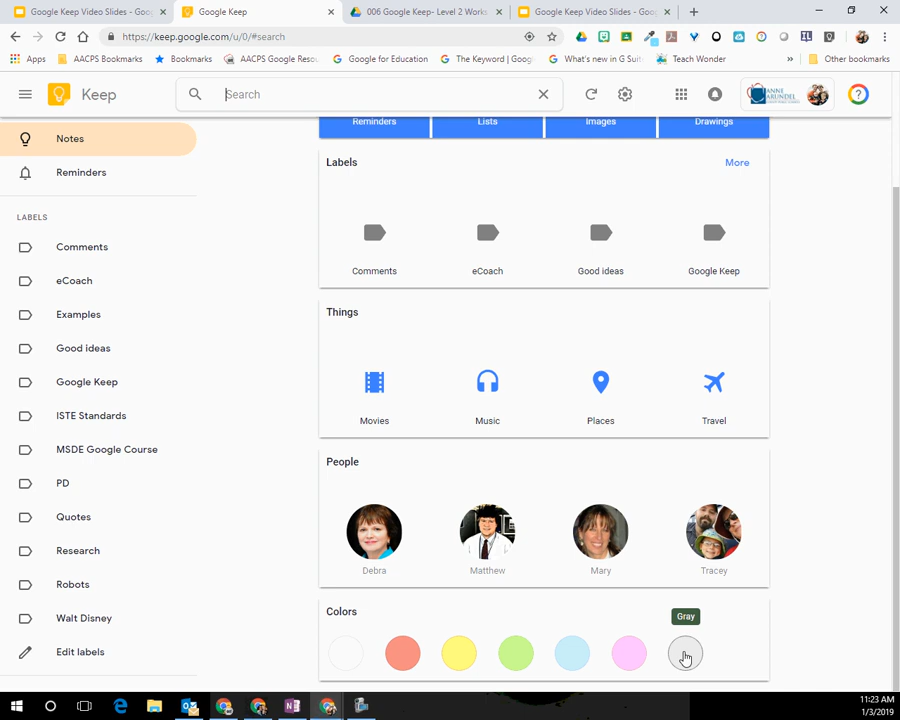 Google Keep Video Slides - Goo
Google Keep
006 Google Keep- Level 2 Works
Google Keep Video Slides - Goo
https://keep.google.com/u/0/#search
Apps
AACPS Bookmarks
Bookmarks
AACPS Google Resou
Google for Education
The Keyword | Goog
What's new in G Suit
Teach Wonder
Other bookmarks
Keep
Search
ANNE
ARUNDEL
Notes
Reminders
LABELS
Comments
eCoach
Examples
Good ideas
Google Keep
ISTE Standards
MSDE Google Course
PD
Quotes
Research
Robots
Walt Disney
Edit labels
Reminders
Lists
Images
Drawings
Labels
More
Comments
eCoach
Good ideas
Google Keep
Things
Movies
Music
Places
Travel
People
Debra
Matthew
Mary
Tracey
Colors
Gray
11:23 AM
1/3/2019